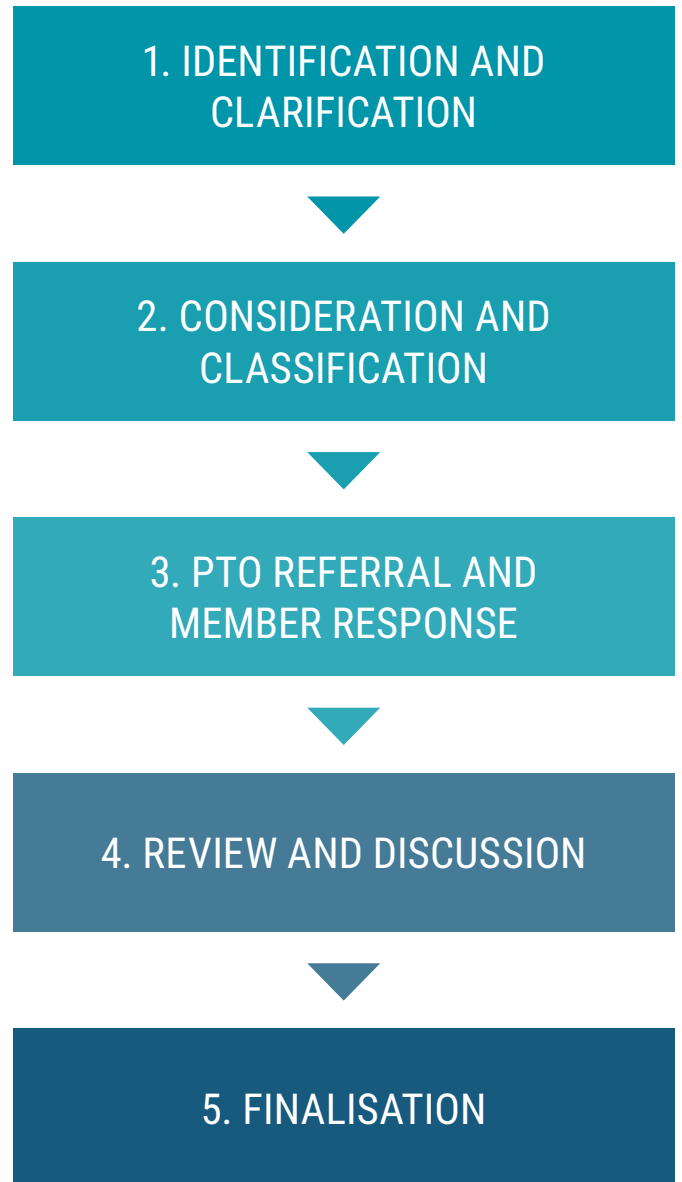 1. IDENTIFICATION AND
CLARIFICATION
2. CONSIDERATION AND
CLASSIFICATION
3. PTO REFERRAL AND
MEMBER RESPONSE
4. REVIEW AND DISCUSSION
5. FINALISATION